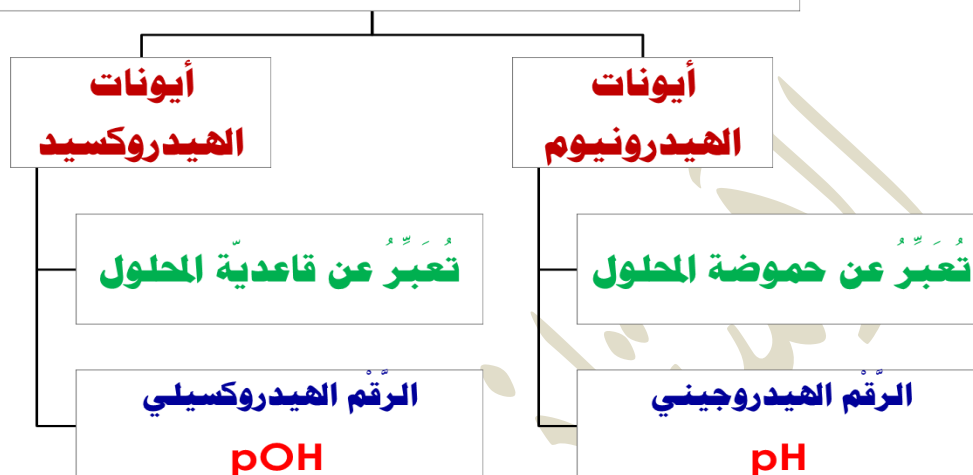 أيونات
الهيدرونيوم
تُعَبِّرُ عن حموضة المحلول
الرَّقْم الهيدروجيني
pH
أيونات
الهيدروكسيد
تُعَبِّرُ عن قاعديّة المحلول
الرَّقْم الهيدروكسيلي
pOH